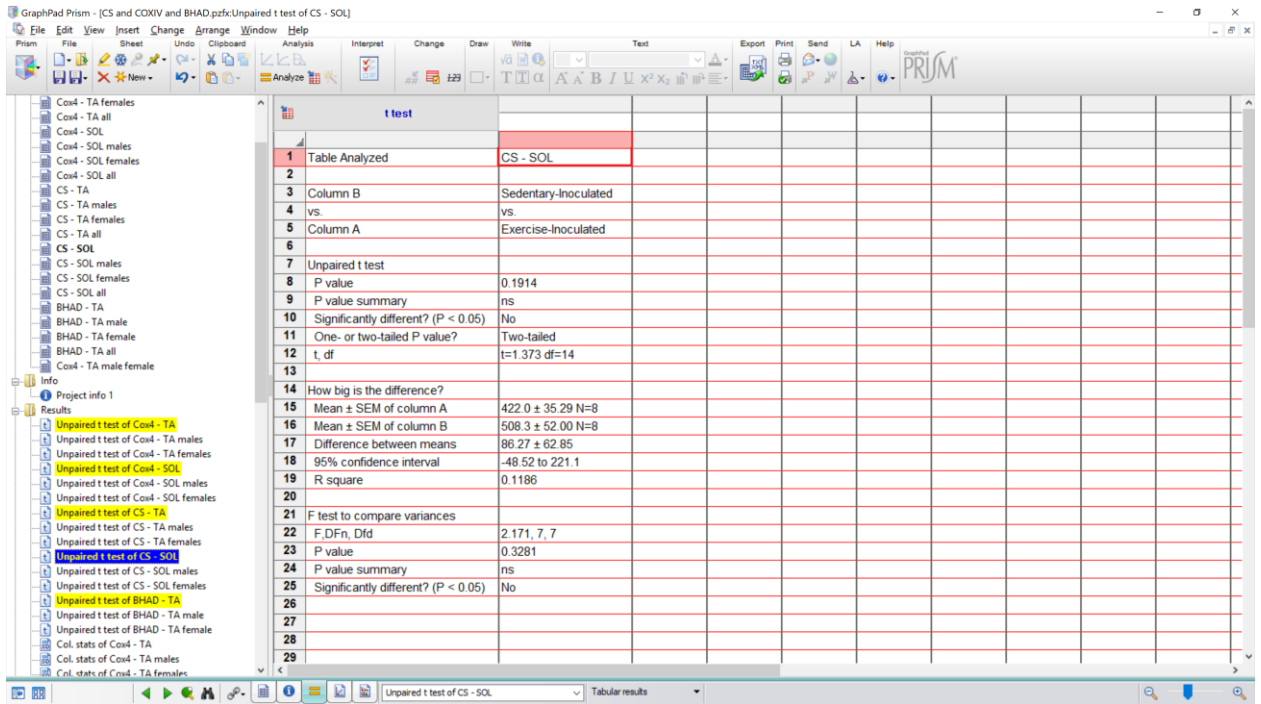 GraphPad Prism - [CS and COXIV and BHAD.pzfx:Unpaired t test of CS - SOL]
File Edit View Insert Change Arrange Window Help
Prism File Sheet Undo Clipboard Analysis Interpret Change Draw Write Text Export Print Send LA Help
New
Analyze
GraphPad
PRISM
Cox4 - TA females
Cox4 - TA all
Cox4 - SOL
Cox4 - SOL males
Cox4 - SOL females
Cox4 - SOL all
CS - TA
CS - TA males
CS - TA females
CS - TA all
CS - SOL
CS - SOL males
CS - SOL females
CS - SOL all
BHAD - TA
BHAD - TA male
BHAD - TA female
BHAD - TA all
Cox4 - TA male female
Info
Project info 1
Results
Unpaired t test of Cox4 - TA
Unpaired t test of Cox4 - TA males
Unpaired t test of Cox4 - TA females
Unpaired t test of Cox4 - SOL
Unpaired t test of Cox4 - SOL males
Unpaired t test of Cox4 - SOL females
Unpaired t test of CS - TA
Unpaired t test of CS - TA males
Unpaired t test of CS - TA females
Unpaired t test of CS - SOL
Unpaired t test of CS - SOL males
Unpaired t test of CS - SOL females
Unpaired t test of BHAD - TA
Unpaired t test of BHAD - TA male
Unpaired t test of BHAD - TA female
Col. stats of Cox4 - TA
Col. stats of Cox4 - TA males
Col. stats of Cox4 - TA females
t test
1 Table Analyzed CS - SOL
2
3 Column B Sedentary-Inoculated
4 vs. vs.
5 Column A Exercise-Inoculated
6
7 Unpaired t test
8 P value 0.1914
9 P value summary ns
10 Significantly different? (P < 0.05) No
11 One- or two-tailed P value? Two-tailed
12 t, df t=1.373 df=14
13
14 How big is the difference?
15 Mean ± SEM of column A 422.0 ± 35.29 N=8
16 Mean ± SEM of column B 508.3 ± 52.00 N=8
17 Difference between means 86.27 ± 62.85
18 95% confidence interval -48.52 to 221.1
19 R square 0.1186
20
21 F test to compare variances
22 F,DFn, Dfd 2.171, 7, 7
23 P value 0.3281
24 P value summary ns
25 Significantly different? (P < 0.05) No
26
27
28
29
Unpaired t test of CS - SOL
Tabular results